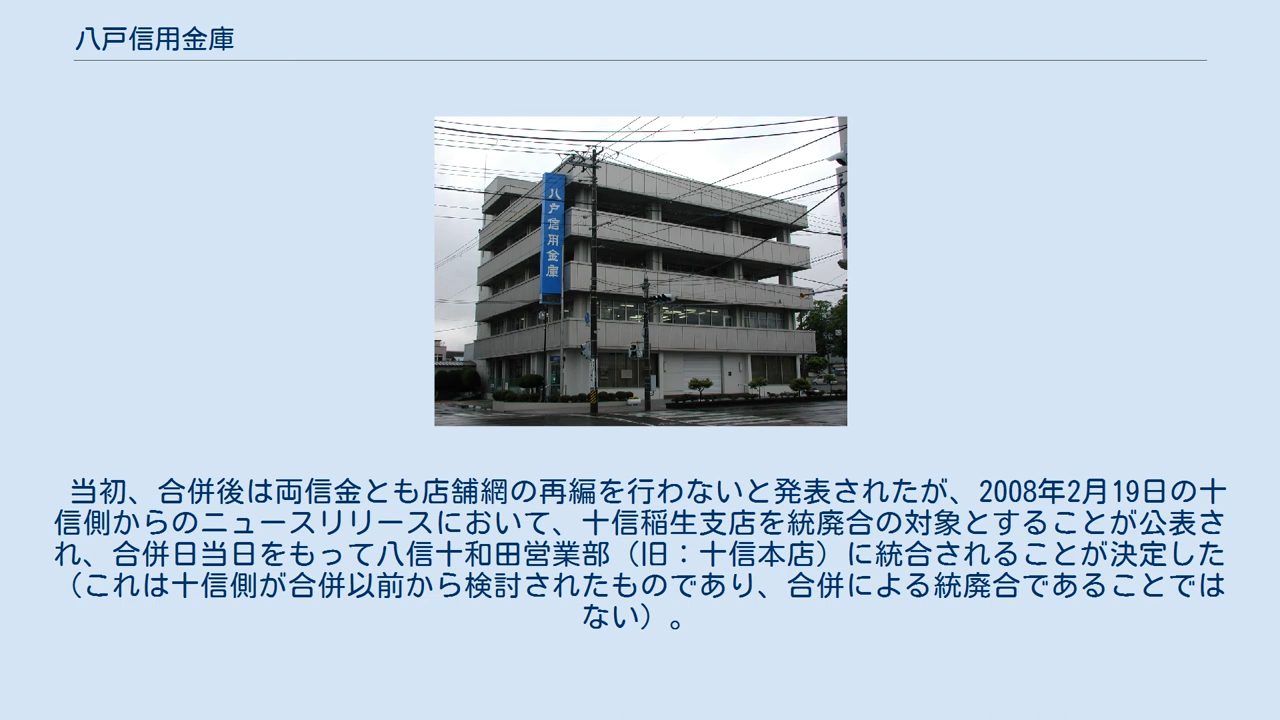 八戸信用金庫
八戸信用金庫
当初、合併後は両信金とも店舗網の再編を行わないと発表されたが、2008年2月19日の十
信側からのニュースリリースにおいて、十信稲生支店を統廃合の対象とすることが公表さ
れ、合併日当日をもって八信十和田営業部（旧：十信本店）に統合されることが決定した
（これは十信側が合併以前から検討されたものであり、合併による統廃合であることでは
ない）。